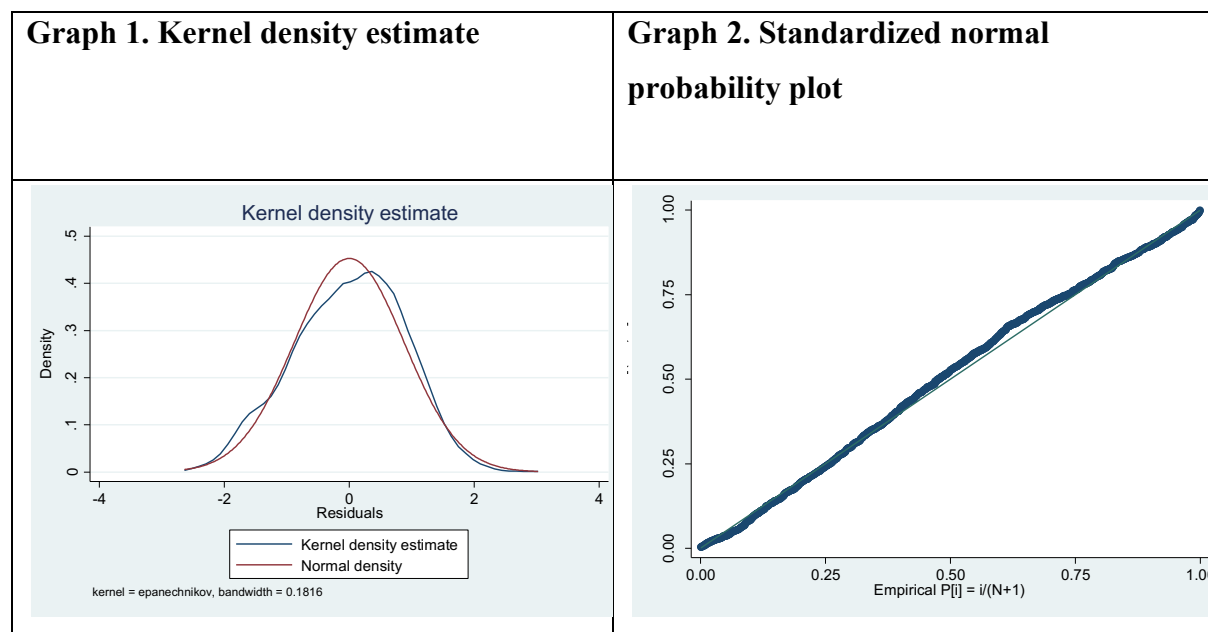 Graph 1. Kernel density estimate
Graph 2. Standardized normal
probability plot
Kernel density estimate
.5
.4
.3
.2
.1
0
Density
-4
-2
0
2
4
Residuals
Kernel density estimate
Normal density
kernel = epanechnikov, bandwidth = 0.1816
1.00
0.75
0.50
0.25
0.00
0.00
0.25
0.50
0.75
Empirical P[i] = i/(N+1)